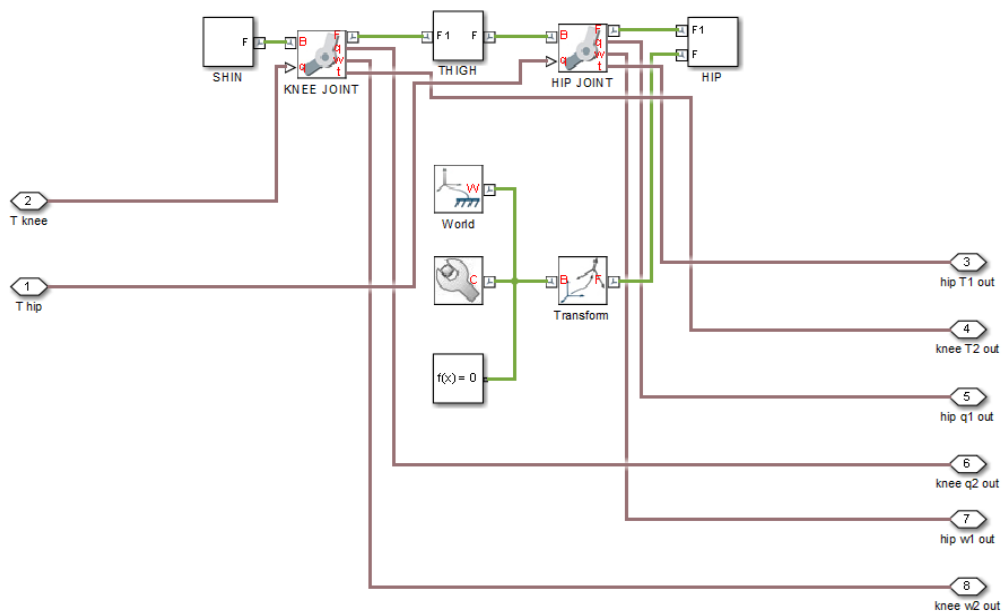 F
SHIN
B
q
F
q
w
t
KNEE JOINT
F1
F
THIGH
B
q
F
q
w
t
HIP JOINT
F1
F
HIP
2
T knee
W
World
1
T hip
C
B
F
Transform
f(x) = 0
3
hip T1 out
4
knee T2 out
5
hip q1 out
6
knee q2 out
7
hip w1 out
8
knee w2 out